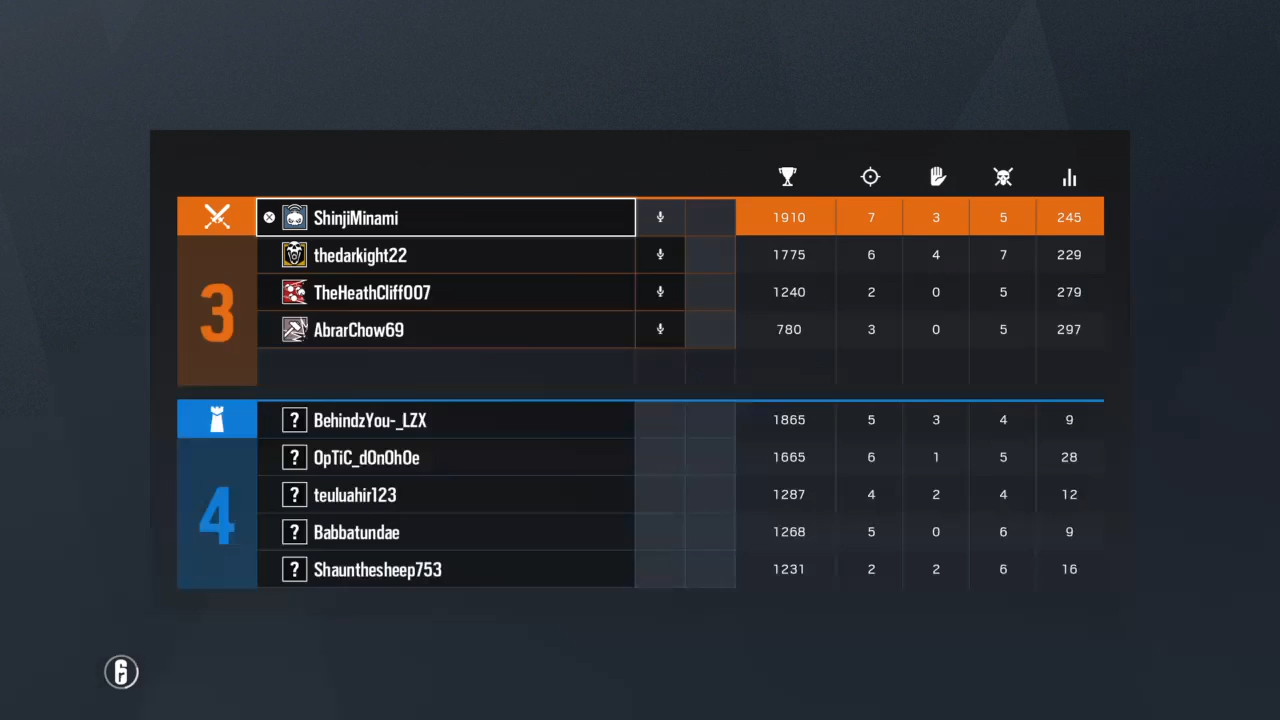 ShinjiMinami 1910 7 3 5 245
thedarkight22 1775 6 4 7 229
3
TheHeathCliff007 1240 2 0 5 279
AbrarChow69 780 3 0 5 297
? BehindzYou-_LZX 1865 5 3 4 9
? OpTiC_d0n0h0e 1665 6 1 5 28
? teuluahir123 1287 4 2 4 12
4
? Babbatundae 1268 5 0 6 9
? Shaunthesheep753 1231 2 2 6 16
6